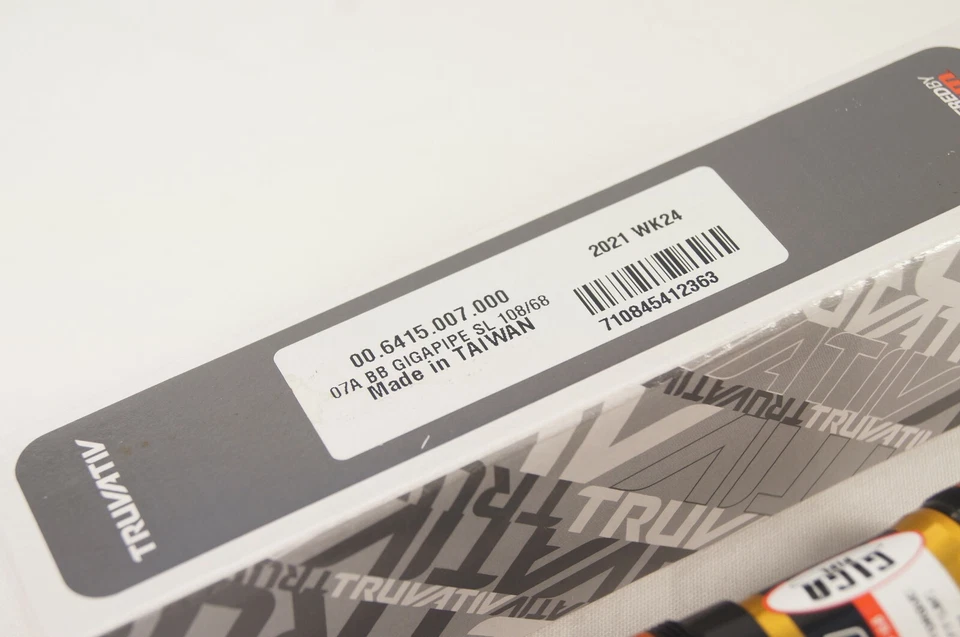 2021 WK24
710845412363
00.6415.007.000
07A BB GIGAPIPE SL 108/68
Made in TAIWAN
TRUVATIV
TRUVATIV
TRUVATIV
TRUVATIV
TRUVATIV
GIGA